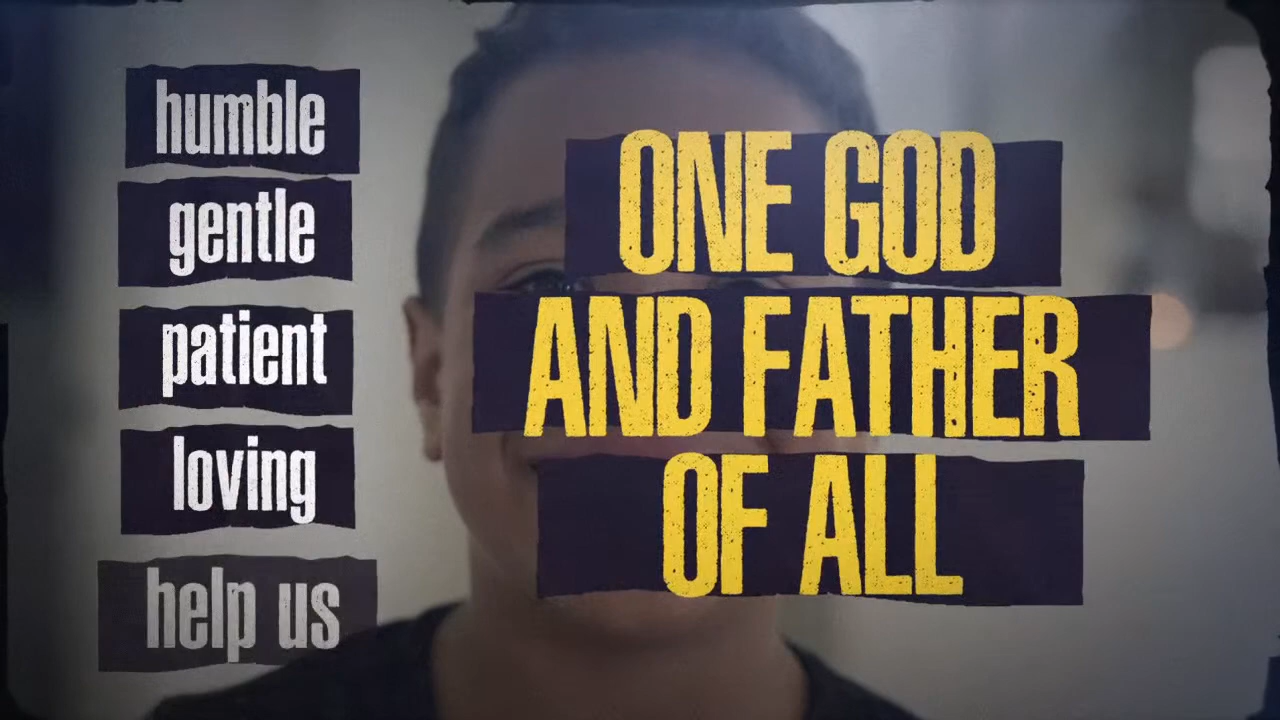 humble
gentle
patient
loving
help us
ONE GOD
AND FATHER
OF ALL